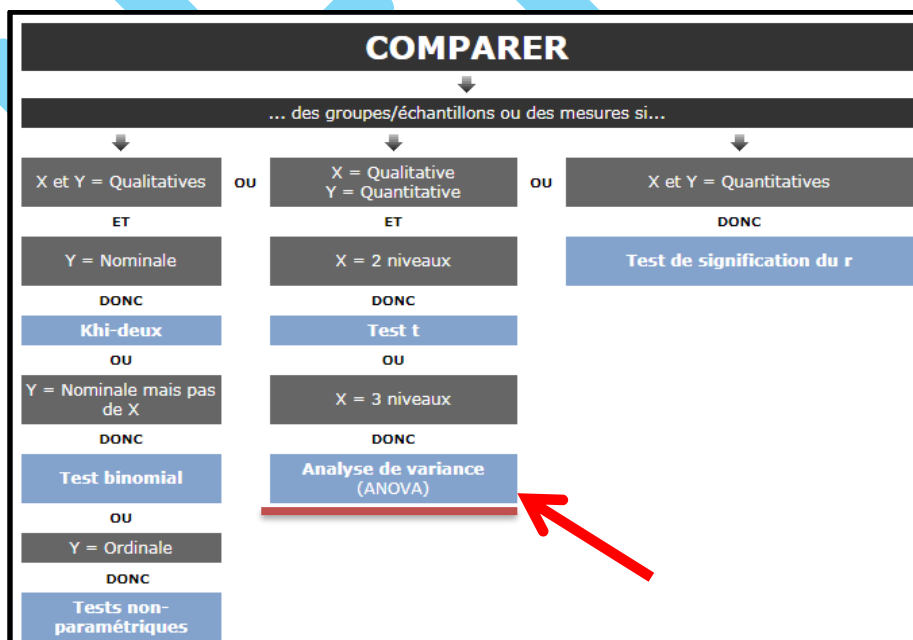 COMPARER
... des groupes/échantillons ou des mesures si...
X et Y = Qualitatives
ET
Y = Nominale
DONC
Khi-deux
OU
Y = Nominale mais pas
de X
DONC
Test binomial
OU
Y = Ordinale
DONC
Tests non-
paramétriques
OU
X = Qualitative
Y = Quantitative
ET
X = 2 niveaux
DONC
Test t
OU
X = 3 niveaux
DONC
Analyse de variance
(ANOVA)
OU
X et Y = Quantitatives
DONC
Test de signification du r